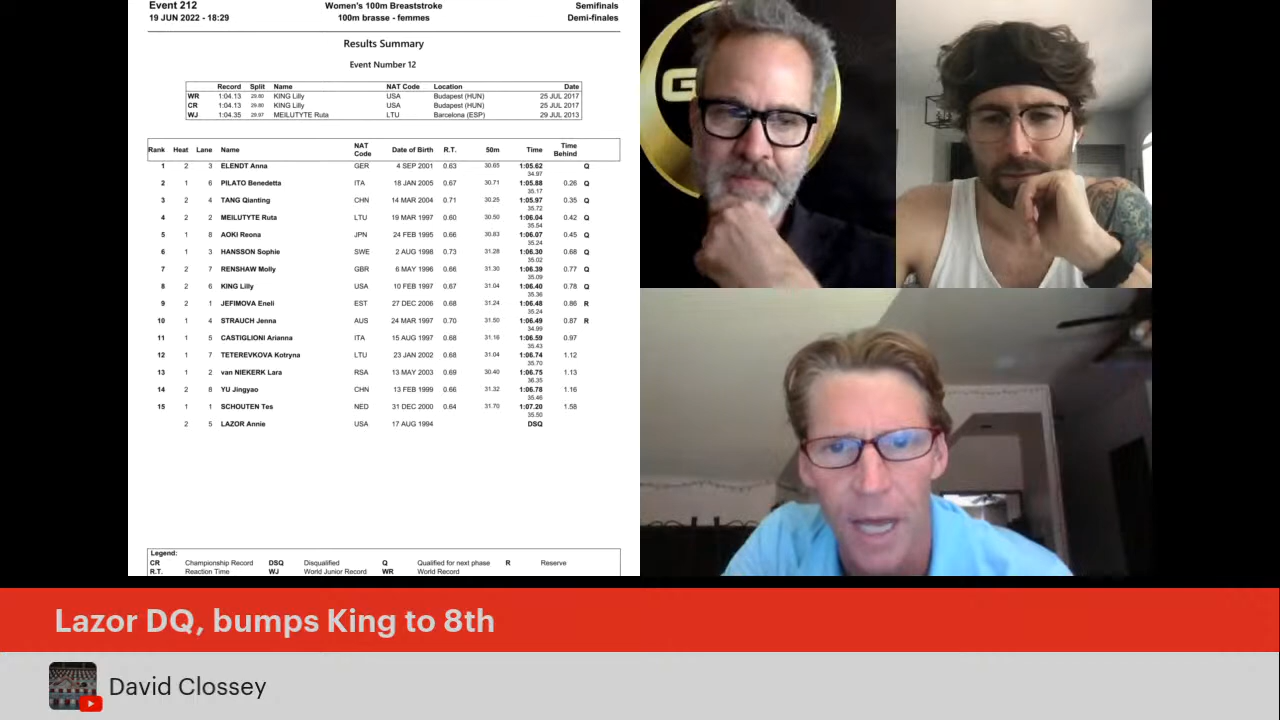 Event 212 Women's 100m Breaststroke Semifinals
19 JUN 2022 - 18:29 100m brasse - femmes Demi-finales
Results Summary
Event Number 12
Record Split Name NAT Code Location Date
WR 1:04.13 29.80 KING Lilly USA Budapest (HUN) 25 JUL 2017
CR 1:04.13 29.80 KING Lilly USA Budapest (HUN) 25 JUL 2017
WJ 1:04.35 29.97 MEILUTYTE Ruta LTU Barcelona (ESP) 29 JUL 2013
Rank Heat Lane Name NAT Code Date of Birth R.T. 50m Time Time Behind
1 2 3 ELENDT Anna GER 4 SEP 2001 0.63 30.65 1:05.62 Q
34.97
2 1 6 PILATO Benedetta ITA 18 JAN 2005 0.67 30.71 1:05.88 0.26 Q
35.17
3 2 4 TANG Qianting CHN 14 MAR 2004 0.71 30.25 1:05.97 0.35 Q
35.72
4 2 2 MEILUTYTE Ruta LTU 19 MAR 1997 0.60 30.50 1:06.04 0.42 Q
35.54
5 1 8 AOKI Reona JPN 24 FEB 1995 0.66 30.83 1:06.07 0.45 Q
35.24
6 1 3 HANSSON Sophie SWE 2 AUG 1998 0.73 31.28 1:06.30 0.68 Q
35.02
7 2 7 RENSHAW Molly GBR 6 MAY 1996 0.66 31.30 1:06.39 0.77 Q
35.09
8 2 6 KING Lilly USA 10 FEB 1997 0.67 31.04 1:06.40 0.78 Q
35.36
9 2 1 JEFIMOVA Eneli EST 27 DEC 2006 0.68 31.24 1:06.48 0.86 R
35.24
10 1 4 STRAUCH Jenna AUS 24 MAR 1997 0.70 31.50 1:06.49 0.87 R
34.99
11 1 5 CASTIGLIONI Arianna ITA 15 AUG 1997 0.68 31.16 1:06.59 0.97
35.43
12 1 7 TETEREVKOVA Kotryna LTU 23 JAN 2002 0.68 31.04 1:06.74 1.12
35.70
13 1 2 van NIEKERK Lara RSA 13 MAY 2003 0.69 30.40 1:06.75 1.13
36.35
14 2 8 YU Jingyao CHN 13 FEB 1999 0.66 31.32 1:06.78 1.16
35.46
15 1 1 SCHOUTEN Tes NED 31 DEC 2000 0.64 31.70 1:07.20 1.58
35.50
2 5 LAZOR Annie USA 17 AUG 1994 DSQ
Legend:
CR Championship Record DSQ Disqualified Q Qualified for next phase R Reserve
R.T. Reaction Time WJ World Junior Record WR World Record
Lazor DQ, bumps King to 8th
David Clossey